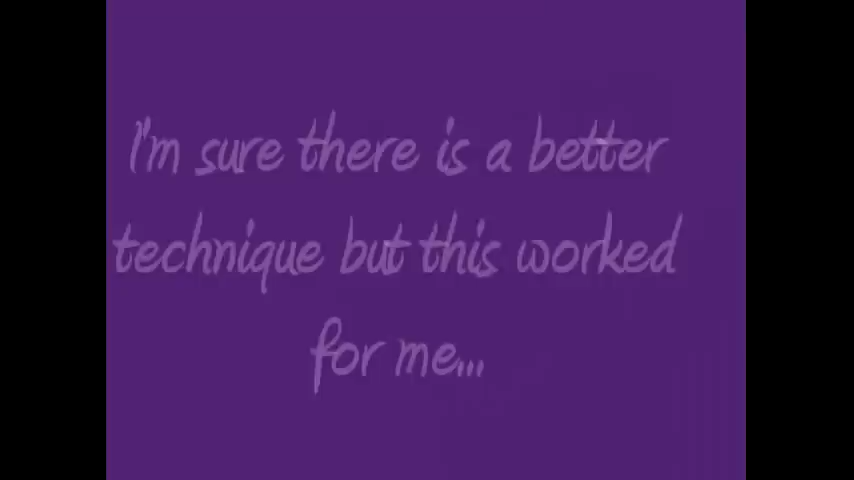 I'm sure there is a better
technique but this worked
for me...